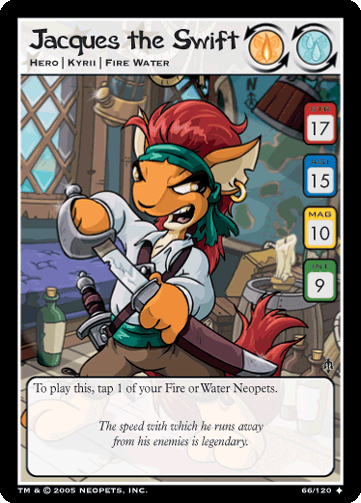 Jacques the Swift
HERO | KYRII | FIRE WATER
STR
17
AGI
15
MAG
10
INT
9
To play this, tap 1 of your Fire or Water Neopets.
The speed with which he runs away
from his enemies is legendary.
TM & © 2005 NEOPETS, INC.
66/120